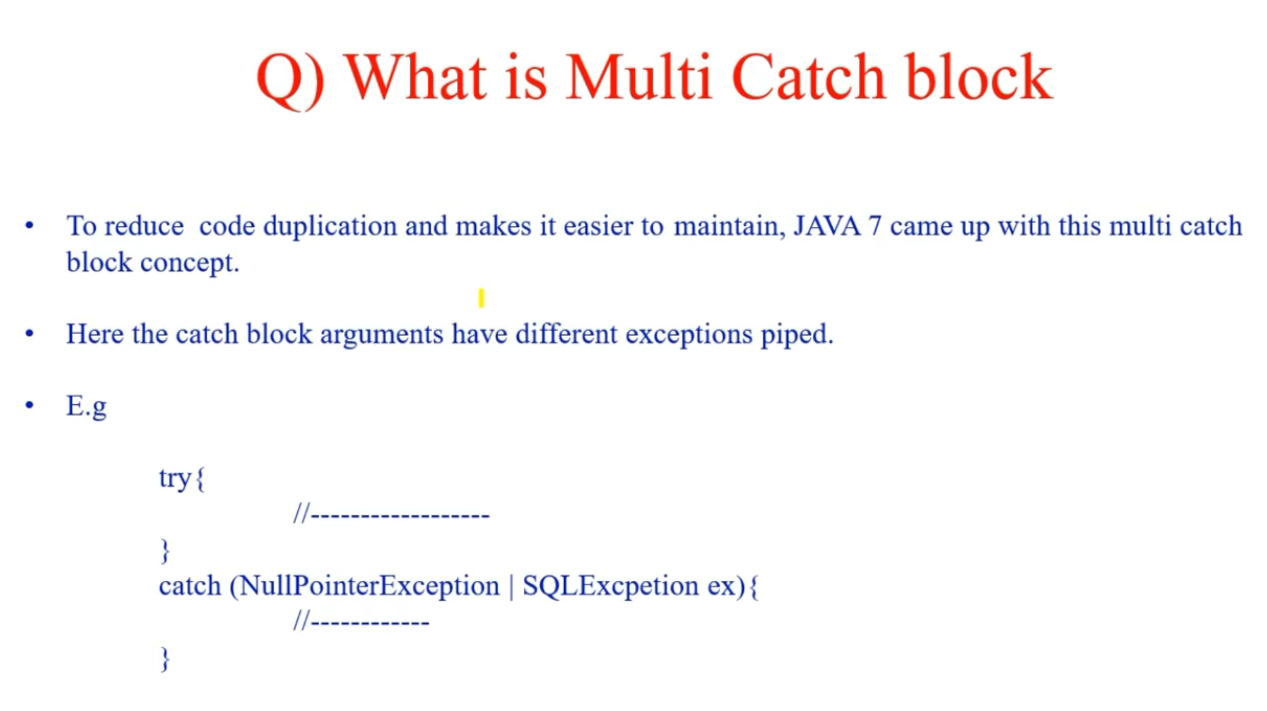 Q) What is Multi Catch block
• To reduce  code duplication and makes it easier to maintain, JAVA 7 came up with this multi catch
block concept.
• Here the catch block arguments have different exceptions piped.
• E.g
try{
//------------------
}
catch (NullPointerException | SQLExcpetion ex){
//------------
}